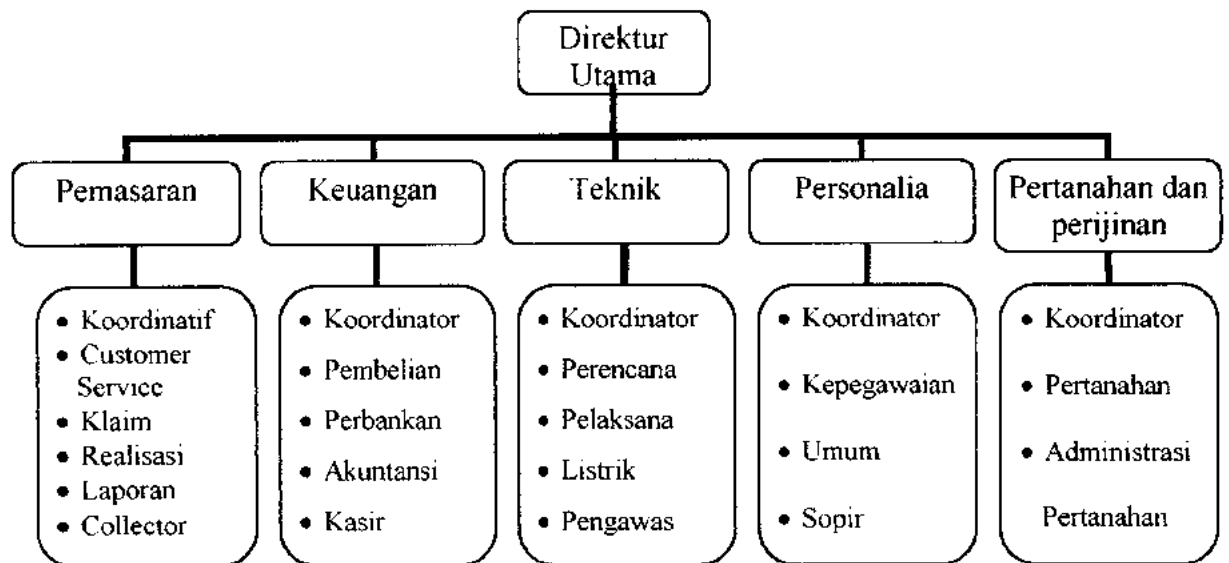 Direktur
Utama
Pemasaran
Keuangan
Teknik
Personalia
Pertanahan dan
perijinan
• Koordinatif
• Customer
Service
• Klaim
• Realisasi
• Laporan
• Collector
• Koordinator
• Pembelian
• Perbankan
• Akuntansi
• Kasir
• Koordinator
• Perencana
• Pelaksana
• Listrik
• Pengawas
• Koordinator
• Kepegawaian
• Umum
• Sopir
• Koordinator
• Pertanahan
• Administrasi
Pertanahan